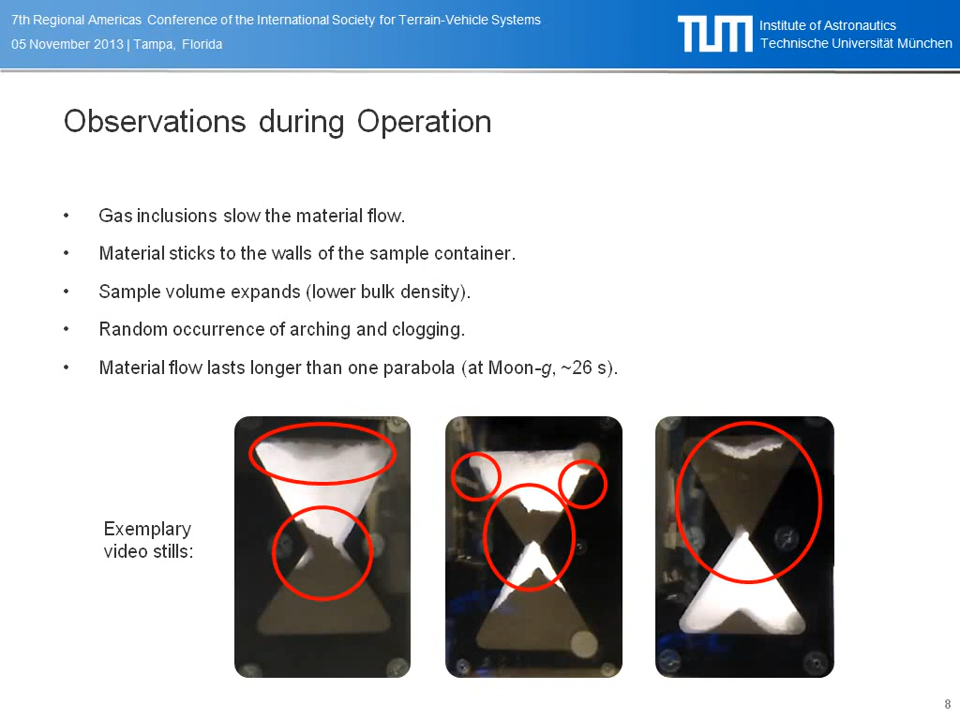 7th Regional Americas Conference of the International Society for Terrain-Vehicle Systems
05 November 2013 | Tampa, Florida
TUM
Institute of Astronautics
Technische Universität München
Observations during Operation
• Gas inclusions slow the material flow.
• Material sticks to the walls of the sample container.
• Sample volume expands (lower bulk density).
• Random occurrence of arching and clogging.
• Material flow lasts longer than one parabola (at Moon-g, ~26 s).
Exemplary
video stills:
8